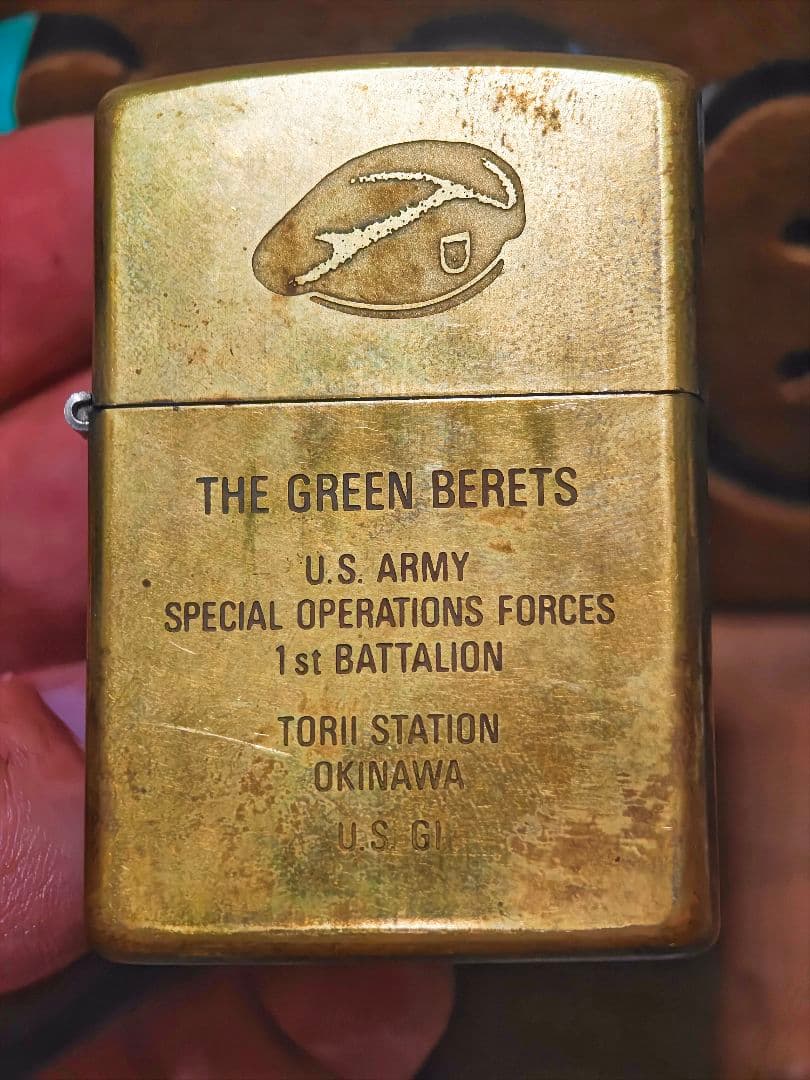 THE GREEN BERETS
U.S. ARMY
SPECIAL OPERATIONS FORCES
1st BATTALION
TORII STATION
OKINAWA
U.S. GI